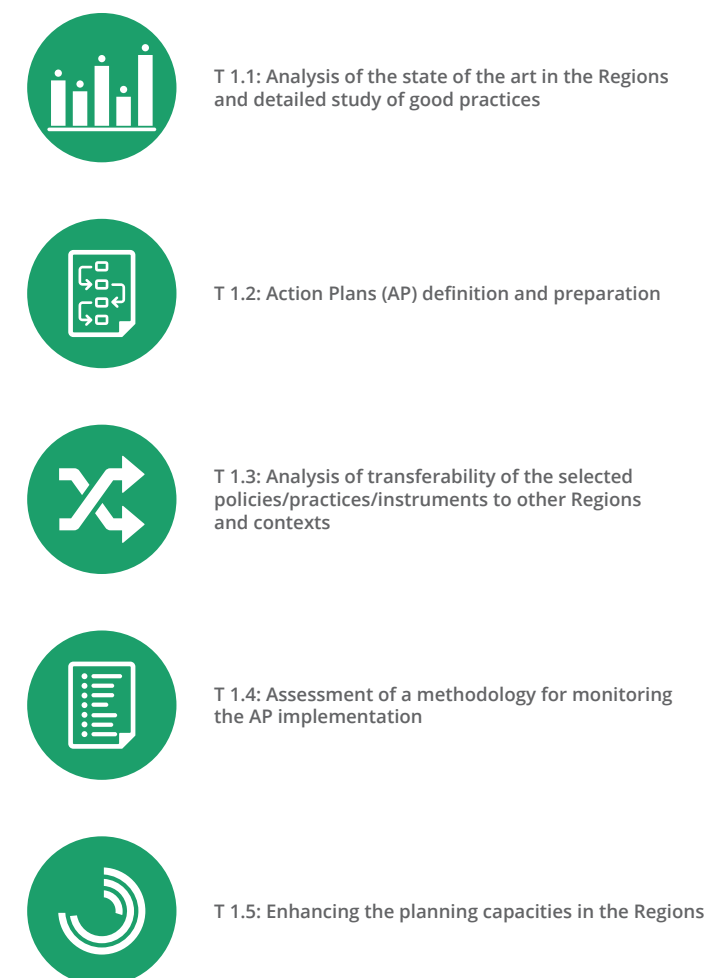 T 1.1: Analysis of the state of the art in the Regions
and detailed study of good practices
T 1.2: Action Plans (AP) definition and preparation
T 1.3: Analysis of transferability of the selected
policies/practices/instruments to other Regions
and contexts
T 1.4: Assessment of a methodology for monitoring
the AP implementation
T 1.5: Enhancing the planning capacities in the Regions